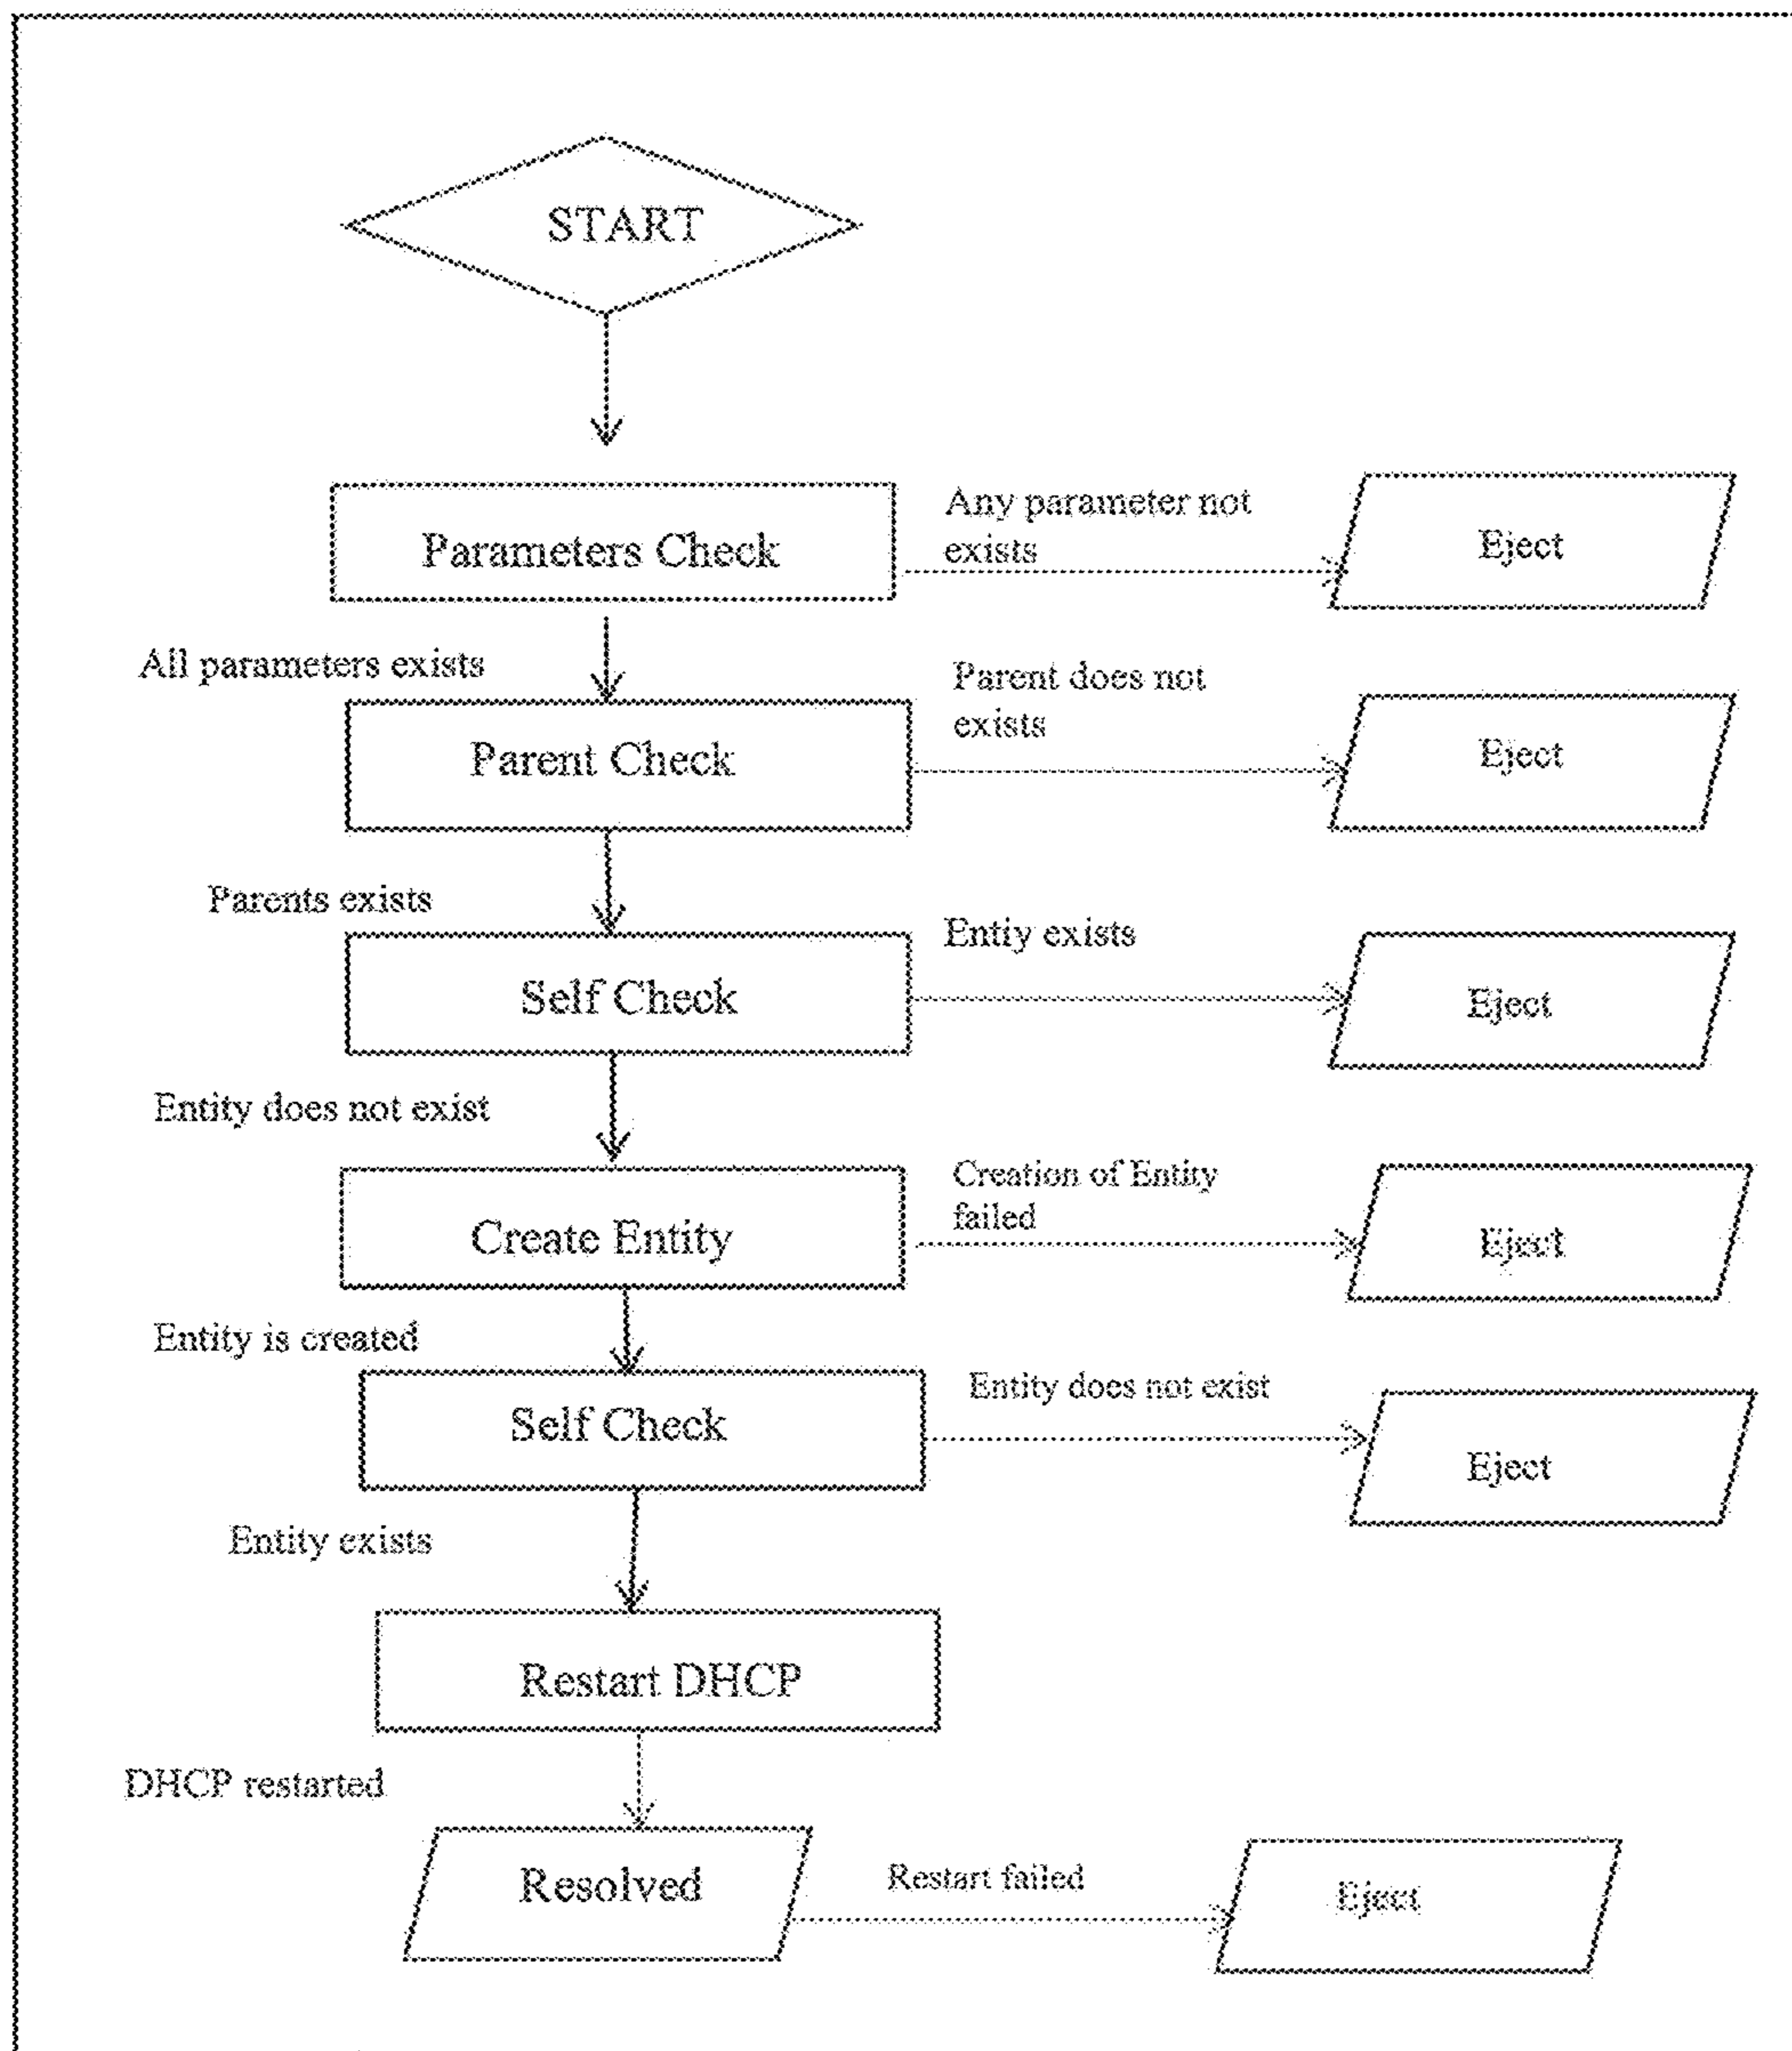 START
Any parameter not
exists
Parameters Check
Eject
All parameters exists
Parent does not
exists
Parent Check
Eject
Parents exists
Entiy exists
Self Check
Eject
Entity does not exist
Creation of Entity
failed
Create Entity
Eject
Entity is created
Entity does not exist
Self Check
Eject
Entity exists
Restart DHCP
DHCP restarted
Resolved
Restart failed
Eject